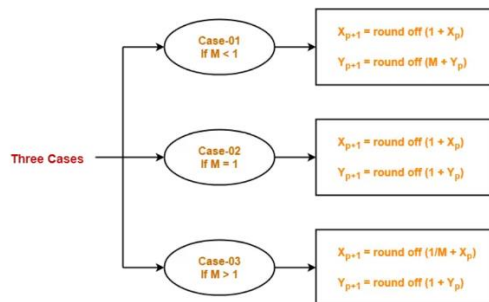 Case-01
If M < 1
Xp+1 = round off (1 + Xp)
Yp+1 = round off (M + Yp)
Three Cases
Case-02
If M = 1
Xp+1 = round off (1 + Xp)
Yp+1 = round off (1 + Yp)
Case-03
If M > 1
Xp+1 = round off (1/M + Xp)
Yp+1 = round off (1 + Yp)